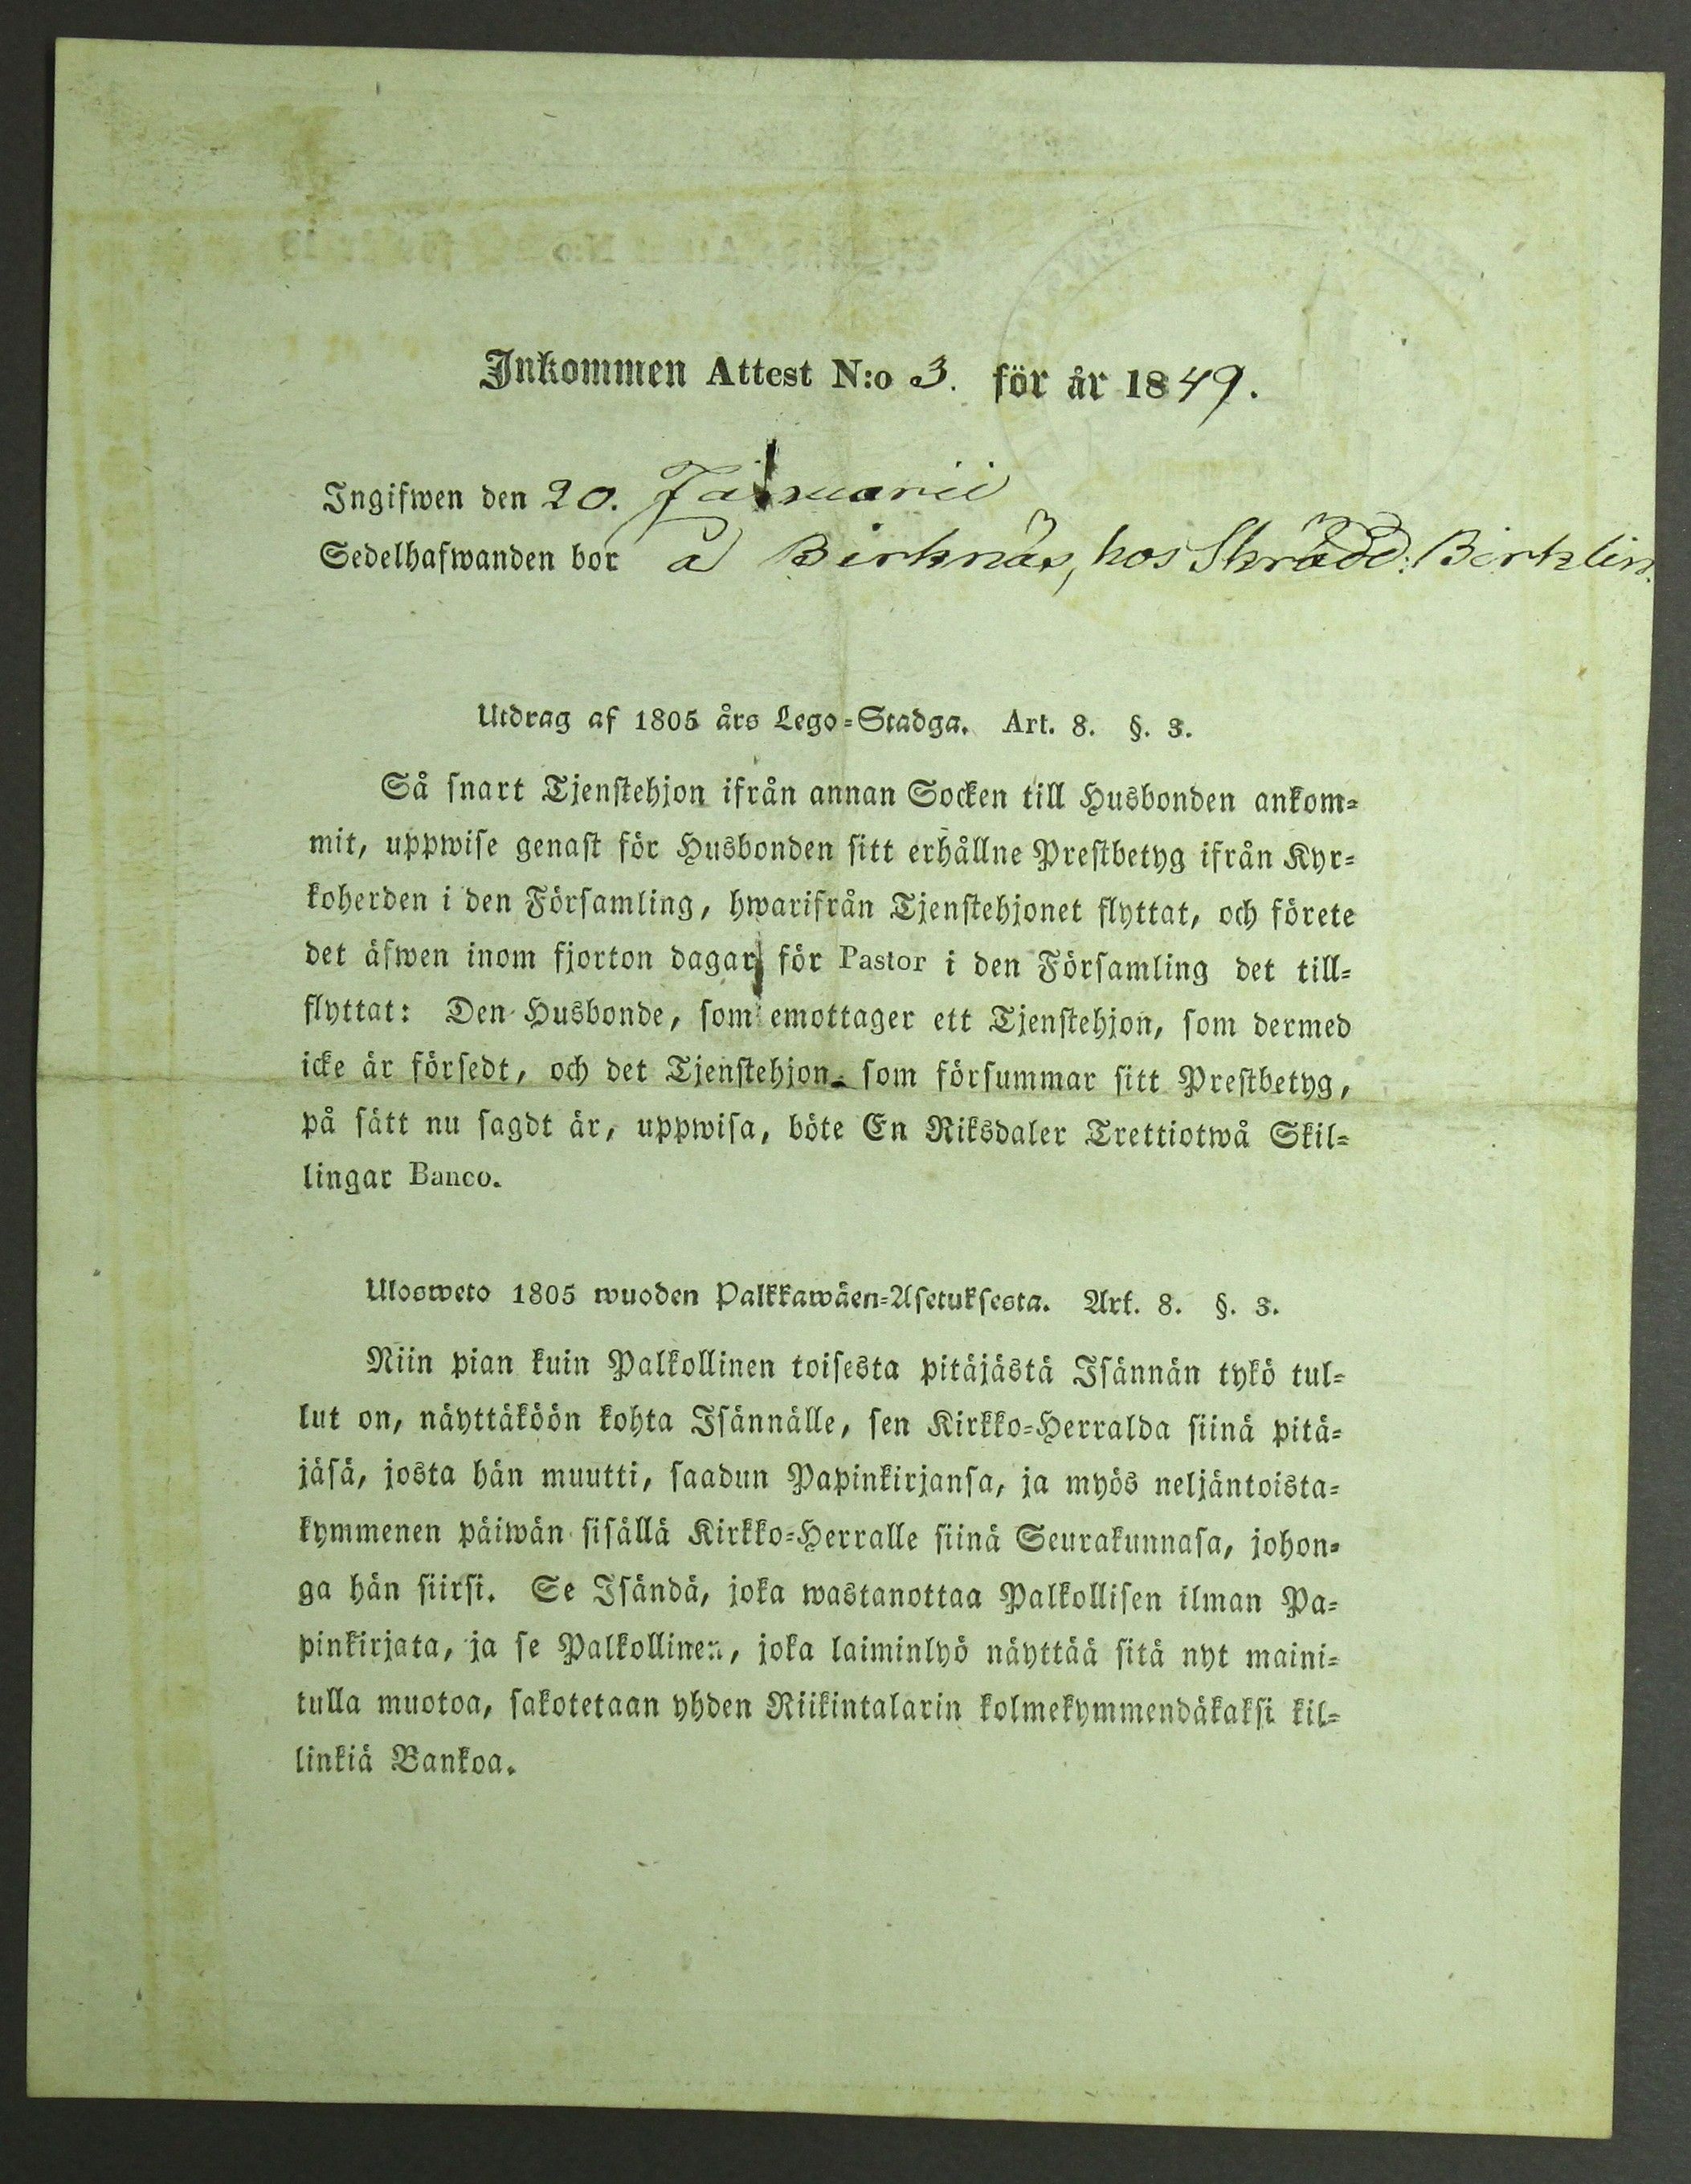 Inkommen Attest N:o 3. för år 1849.
Ingifwen den 20. Januarii
Sedelhafwanden bor å Birknäs, hos Skrädd: Birklin.
Utdrag af 1805 års Lego=Stadga. Art. 8. §. 3.
Så snart Tjenstehjon ifrån annan Socken till Husbonden ankom=
mit, uppwise genast för Husbonden sitt erhållne Prestbetyg ifrån Kyr=
koherden i den Församling, hwarifrån Tjenstehjonet flyttat, och förete
det äfwen inom fjorton dagar för Pastor i den Församling det till=
flyttat: Den Husbonde, som emottager ett Tjenstehjon, som dermed
icke är försedt, och det Tjenstehjon som försummar sitt Prestbetyg,
på sätt nu sagdt är, uppwisa, böte En Riksdaler Trettiotwå Skil=
lingar Banco.
Ulosweto 1805 wuoden Palkkawäen=Asetuksesta. Art. 8. §. 3.
Niin pian kuin Palkollinen toisesta pitäjästä Isännän tykö tul=
lut on, näyttäköön kohta Isännälle, sen Kirkko=Herralda siinä pitä=
jäsä, josta hän muutti, saadun Papinkirjansa, ja myös neljäntoista=
kymmenen päiwän sisällä Kirkko=Herralle siinä Seurakunnasa, johon=
ga hän siirsi. Se Isändä, joka wastanottaa Palkollisen ilman Pa=
pinkirjata, ja se Palkollinen, joka laiminlyö näyttää sitä nyt maini=
tulla muotoa, sakotetaan yhden Riikintalarin kolmekymmendäkaksi kil=
linkiä Bankoa.